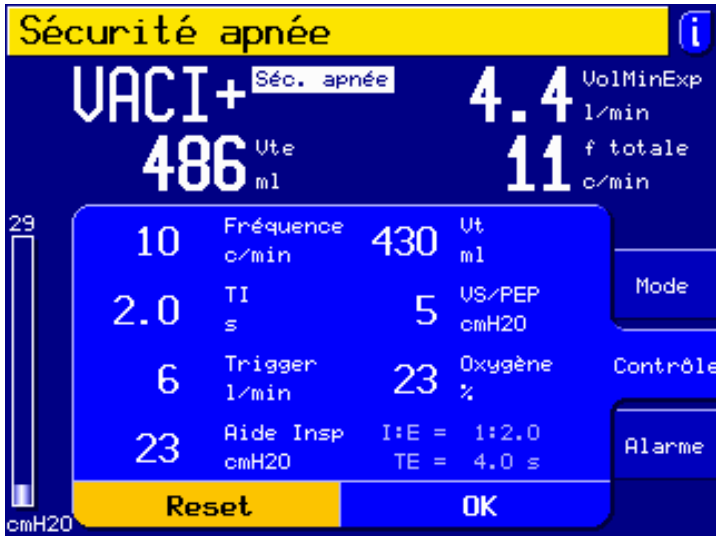 Sécurité apnée i
VACI+ Séc. apnée 4.4 VolMinExp l/min
486 Vte ml 11 f totale c/min
29
10 Fréquence c/min 430 Vt ml
2.0 TI s 5 VS/PEP cmH2O
6 Trigger l/min 23 Oxygène %
23 Aide Insp cmH2O I:E = 1:2.0
TE = 4.0 s
Reset OK
cmH2O
Mode
Contrôle
Alarme